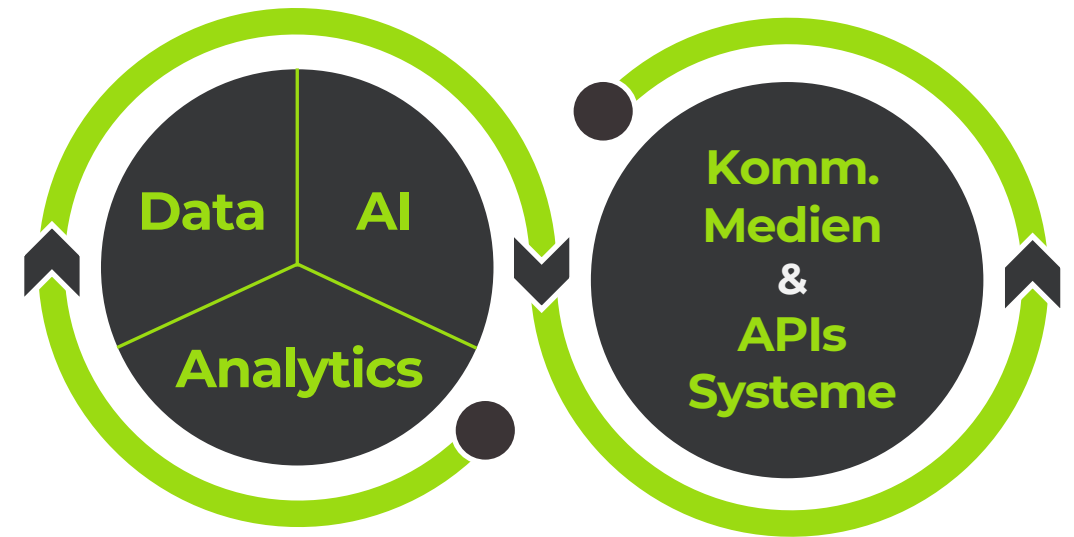 Data
AI
Analytics
Komm.
Medien
&
APIs
Systeme